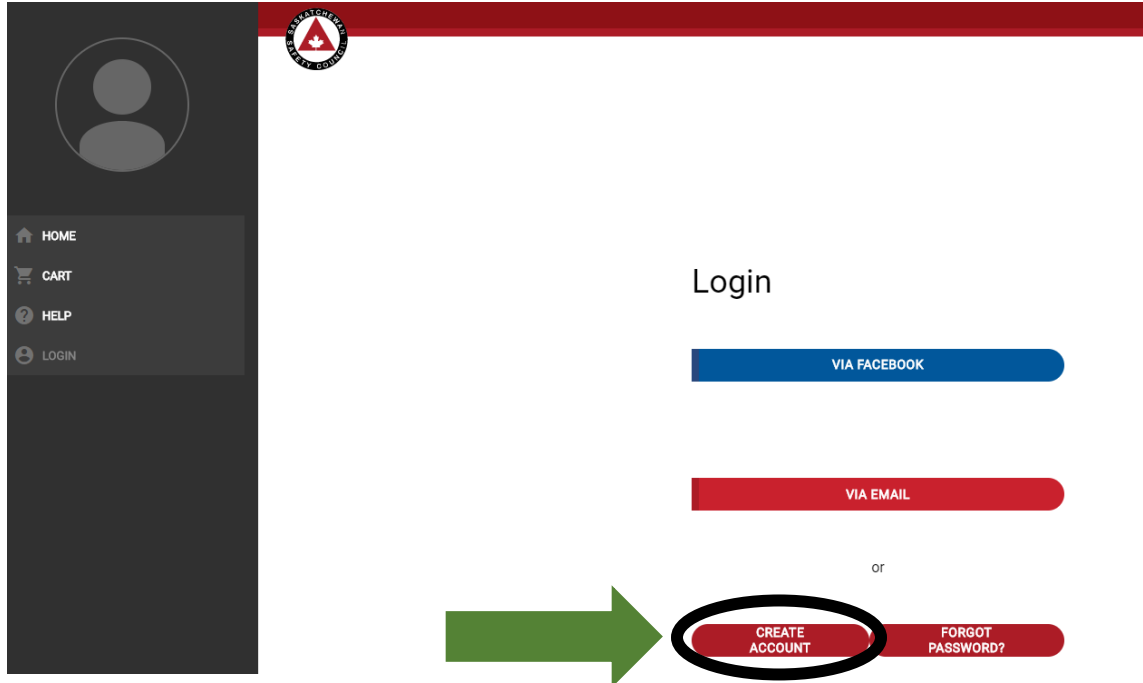 SASKATCHEWAN
SAFETY COUNCIL
HOME
CART
HELP
LOGIN
Login
VIA FACEBOOK
VIA EMAIL
or
CREATE
ACCOUNT
FORGOT
PASSWORD?